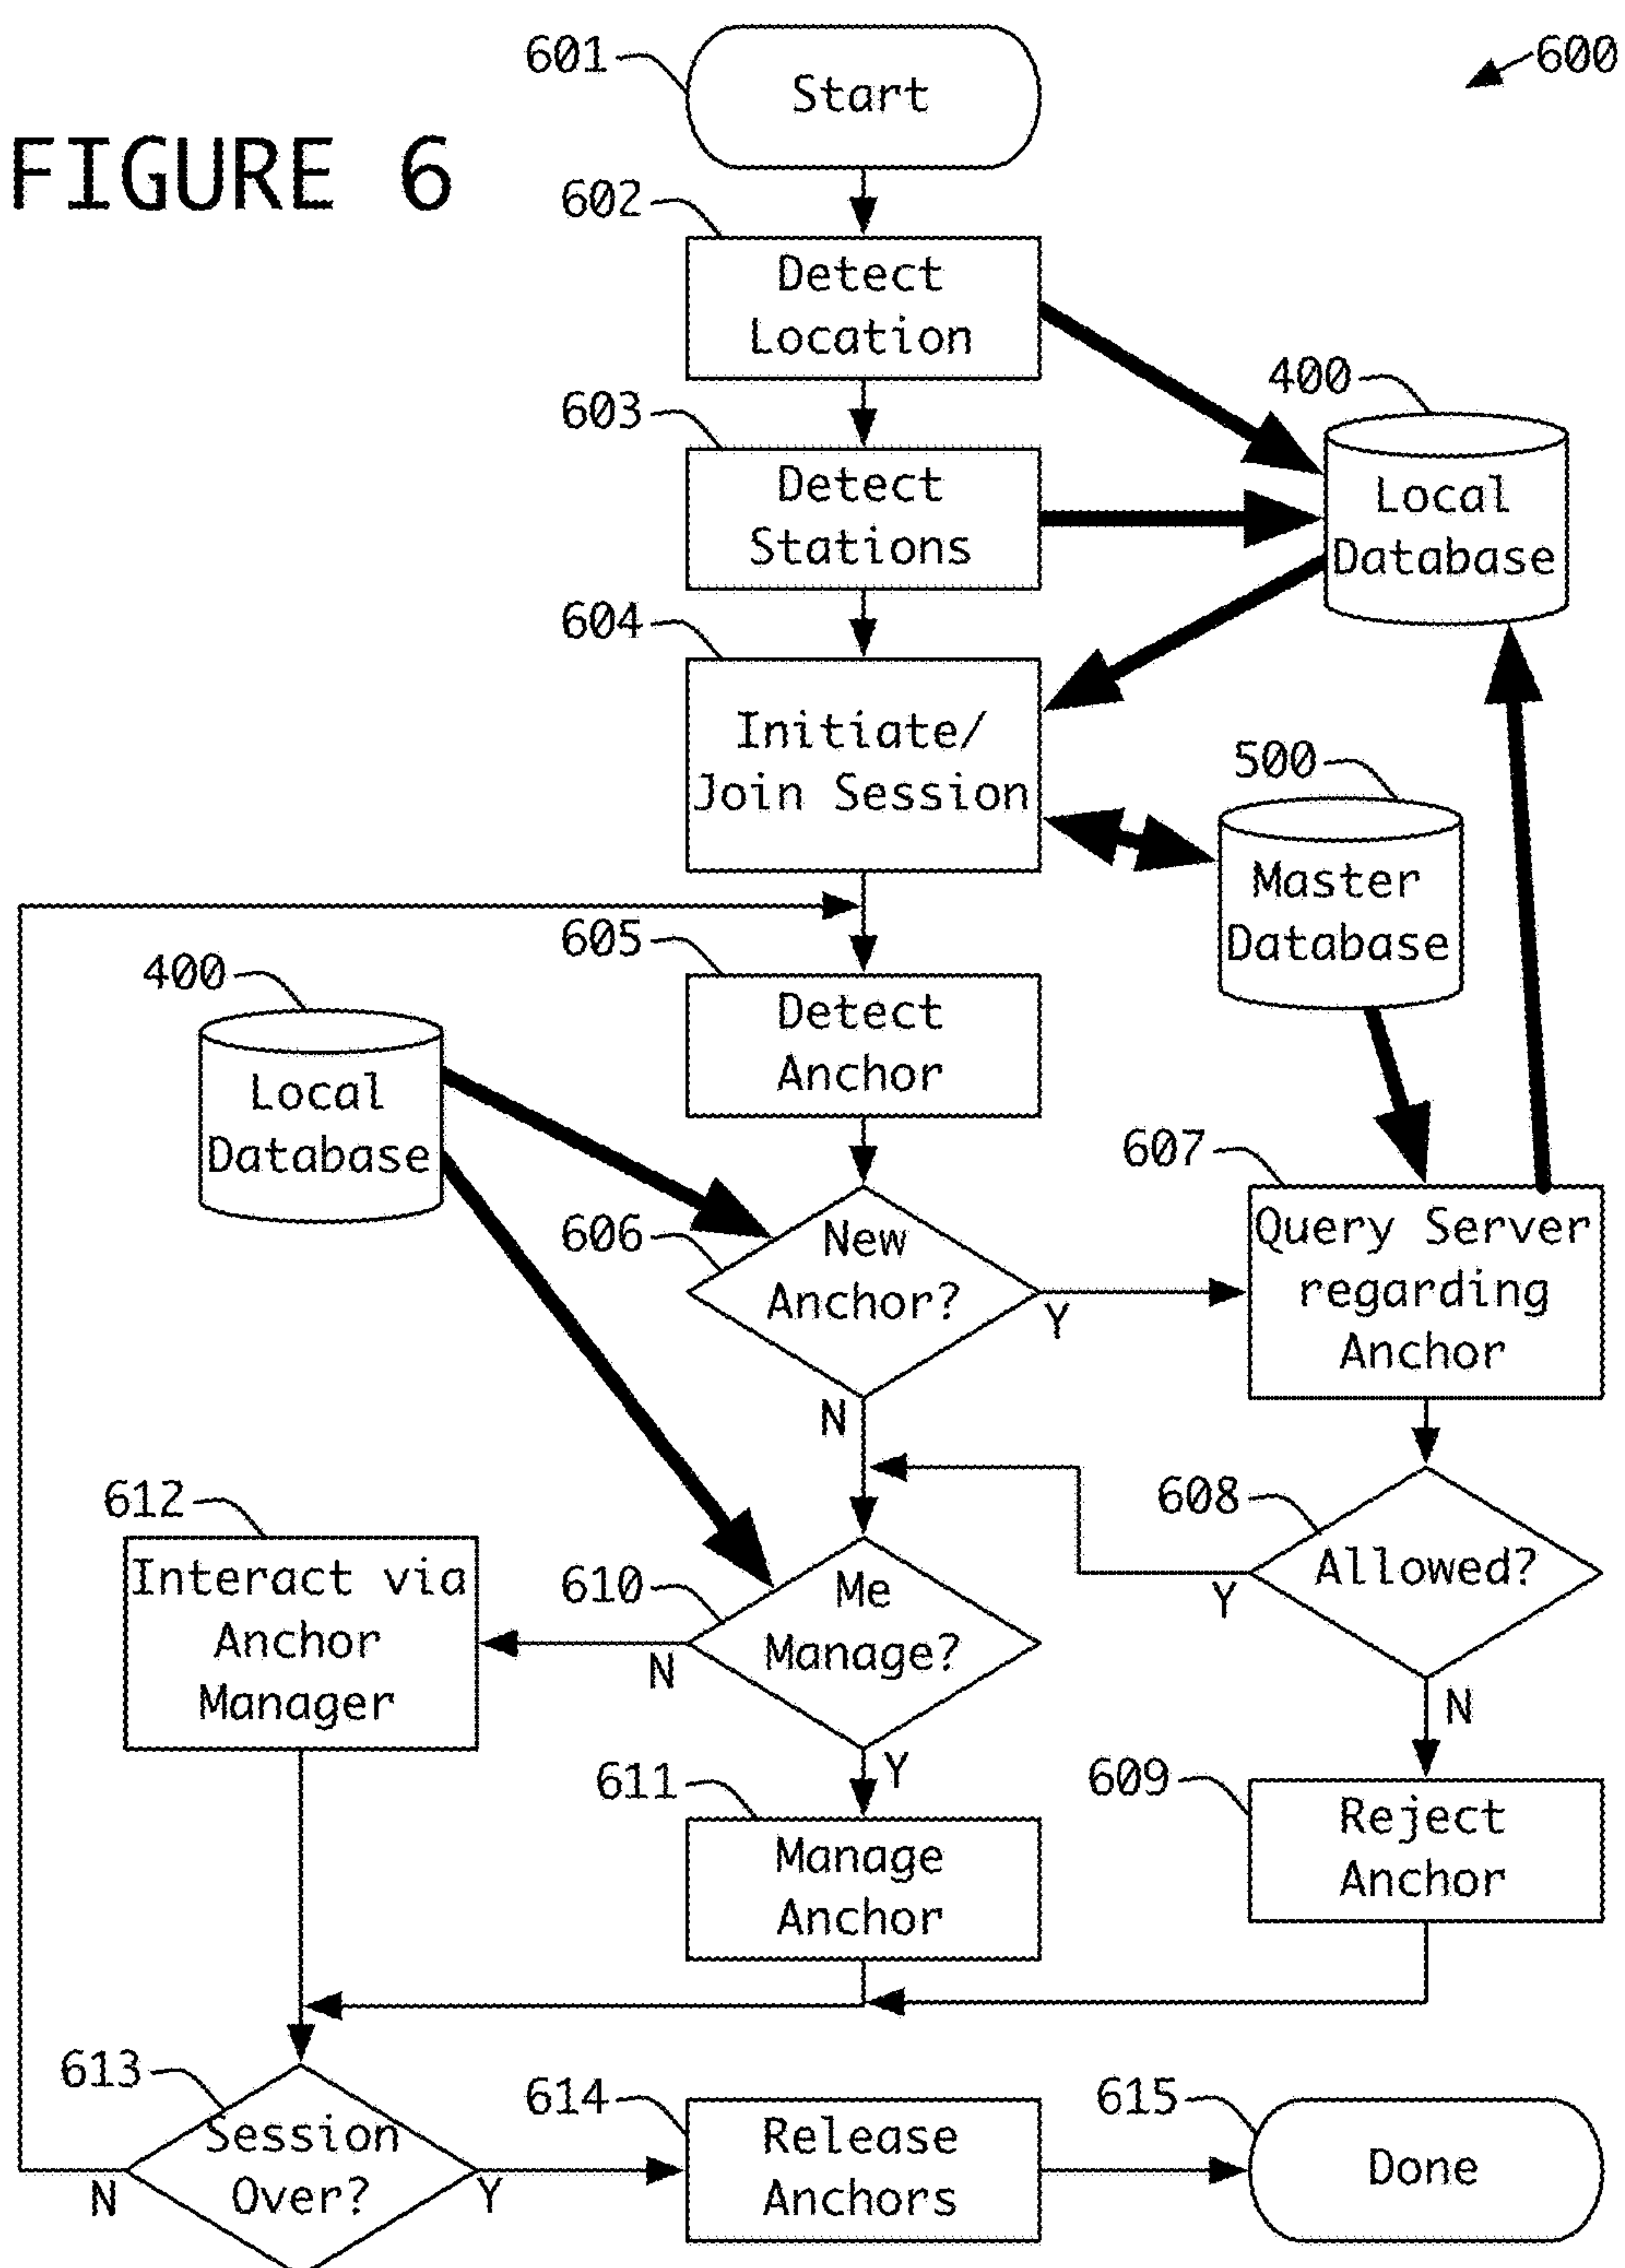 601
Start
600
FIGURE 6
602
Detect
Location
603
Detect
Stations
400
Local
Database
604
Initiate/
Join Session
500
Master
Database
605
Detect
Anchor
400
Local
Database
606
New
Anchor?
Y
N
607
Query Server
regarding
Anchor
608
Allowed?
Y
N
612
Interact via
Anchor
Manager
610
Me
Manage?
N
Y
611
Manage
Anchor
609
Reject
Anchor
613
Session
Over?
N
Y
614
Release
Anchors
615
Done